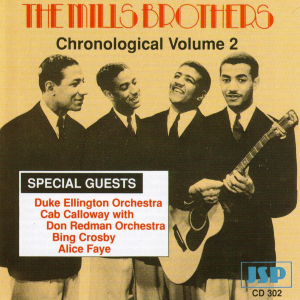 THE MILLS BROTHERS
Chronological Volume 2
SPECIAL GUESTS
Duke Ellington Orchestra
Cab Calloway with
Don Redman Orchestra
Bing Crosby
Alice Faye
JSP
CD 302